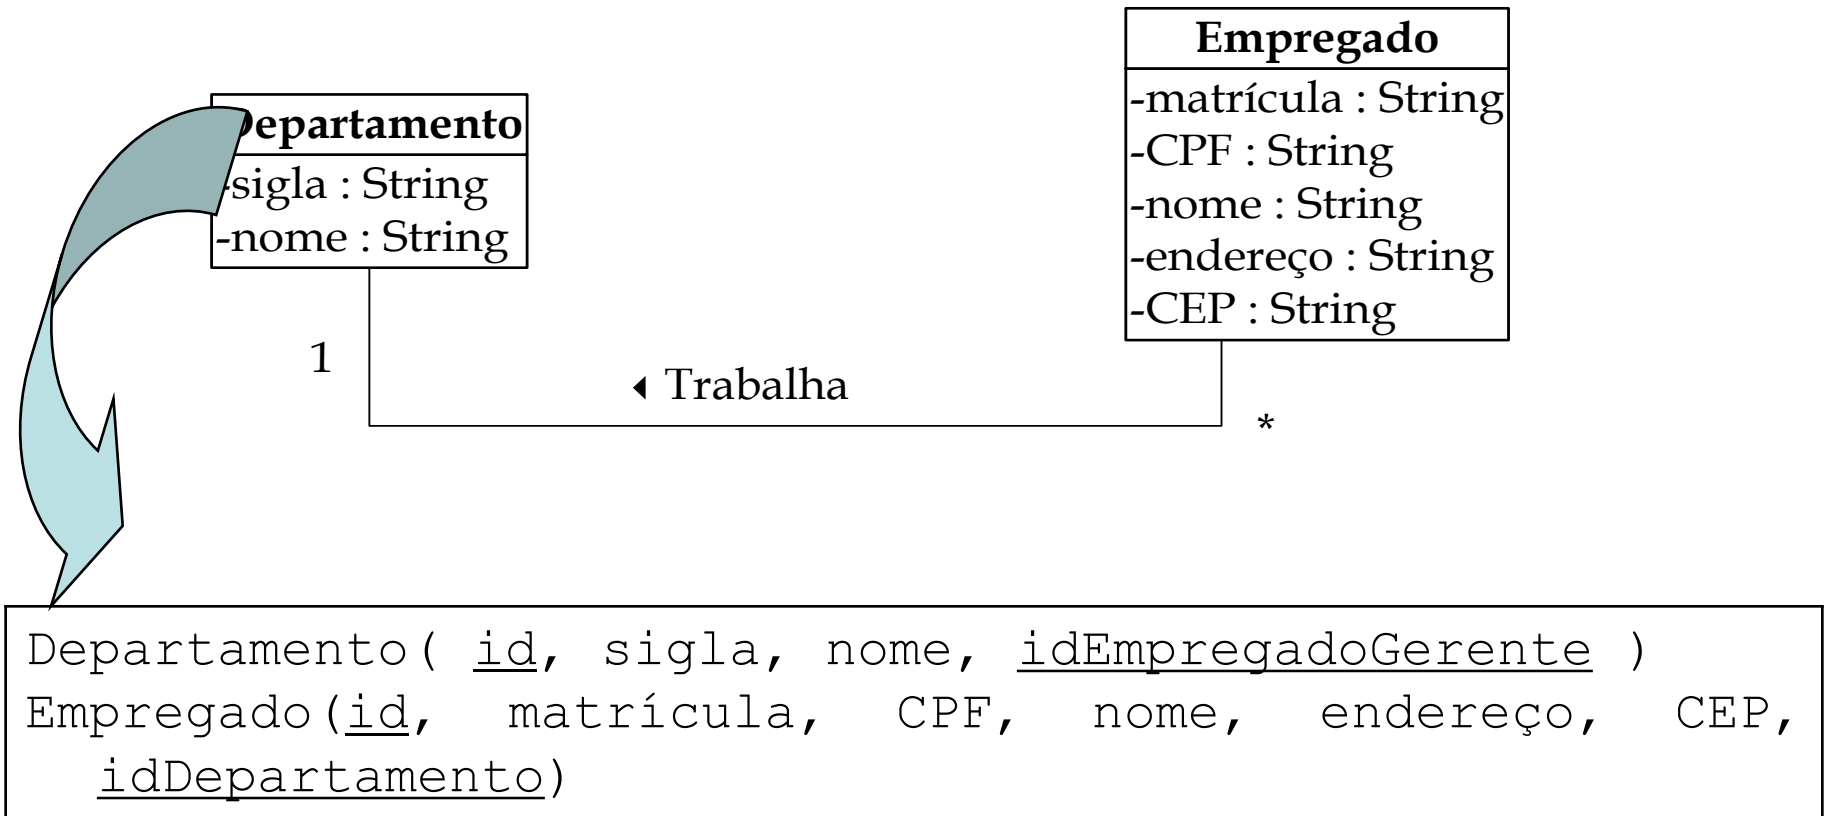 Departamento
-sigla : String
-nome : String
Empregado
-matrícula : String
-CPF : String
-nome : String
-endereço : String
-CEP : String
1
Trabalha
*
Departamento( id, sigla, nome, idEmpregadoGerente )
Empregado(id, matrícula, CPF, nome, endereço, CEP,
idDepartamento)